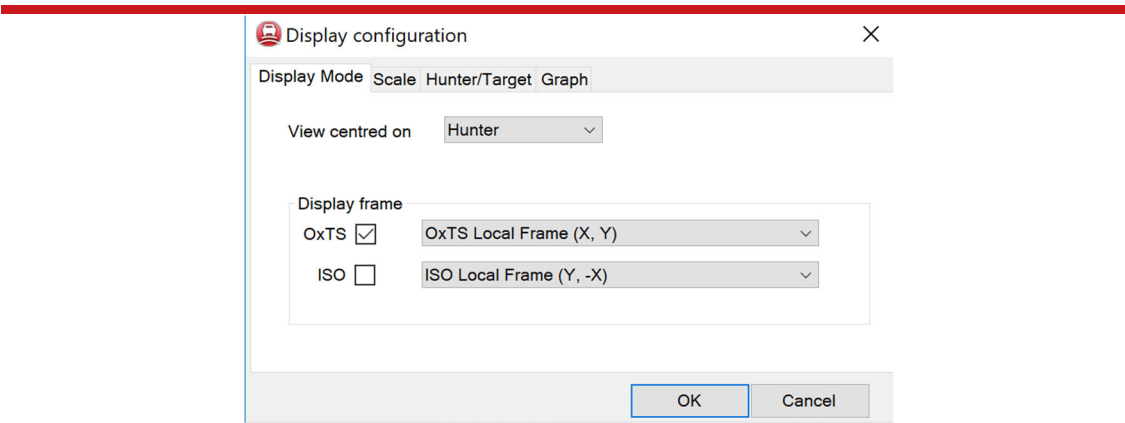 Display configuration
Display Mode Scale Hunter/Target Graph
View centred on Hunter
Display frame
OxTS OxTS Local Frame (X, Y)
ISO ISO Local Frame (Y, -X)
OK Cancel